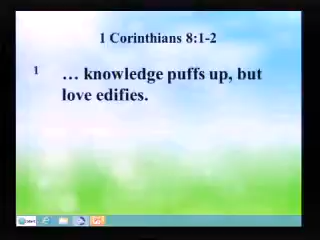 1 Corinthians 8:1-2
1 … knowledge puffs up, but
love edifies.